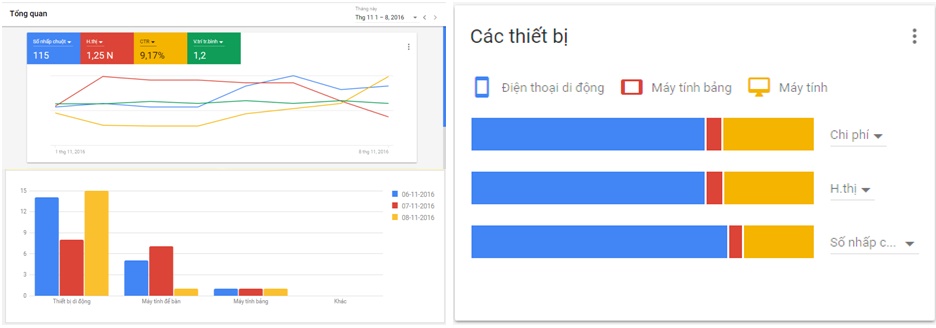 Tổng quan
Tháng này
Thg 11 1 – 8, 2016
Số nhấp chuột
H.thị
CTR
V.trí tr.bình
115
1,25 N
9,17%
1,2
1 thg 11, 2016
8 thg 11, 2016
15
12
9
6
3
0
Thiết bị di động
Máy tính để bàn
Máy tính bảng
Khác
06-11-2016
07-11-2016
08-11-2016
Các thiết bị
Điện thoại di động
Máy tính bảng
Máy tính
Chi phí
H.thị
Số nhấp c...